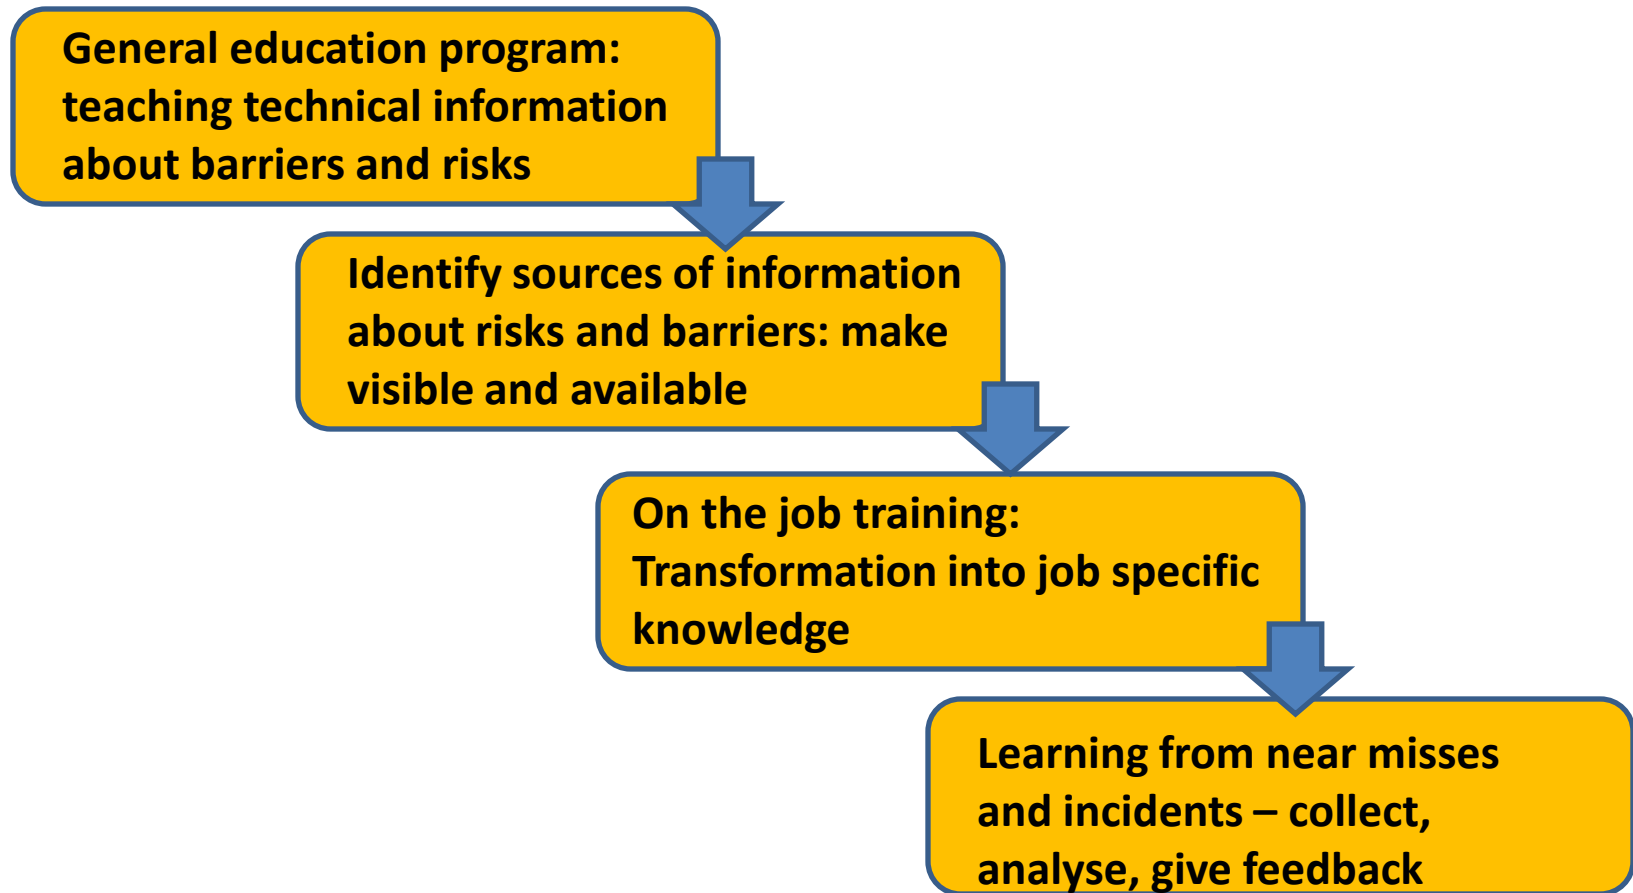 General education program:
teaching technical information
about barriers and risks
Identify sources of information
about risks and barriers: make
visible and available
On the job training:
Transformation into job specific
knowledge
Learning from near misses
and incidents – collect,
analyse, give feedback